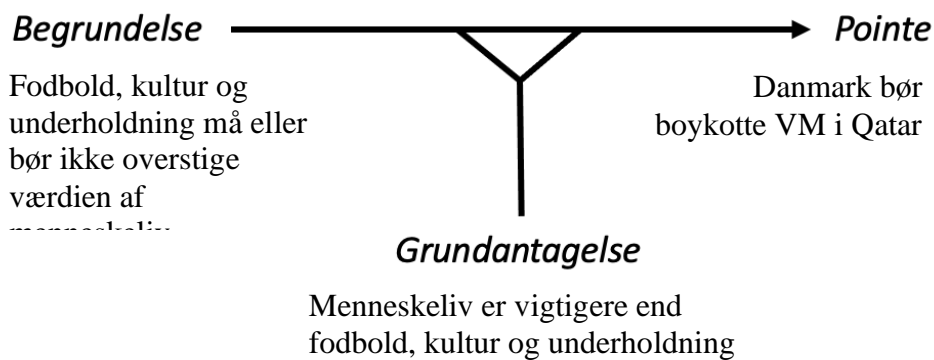 Begrundelse
Pointe
Fodbold, kultur og
underholdning må eller
bør ikke overstige
værdien af
menneskeliv
Danmark bør
boykotte VM i Qatar
Grundantagelse
Menneskeliv er vigtigere end
fodbold, kultur og underholdning